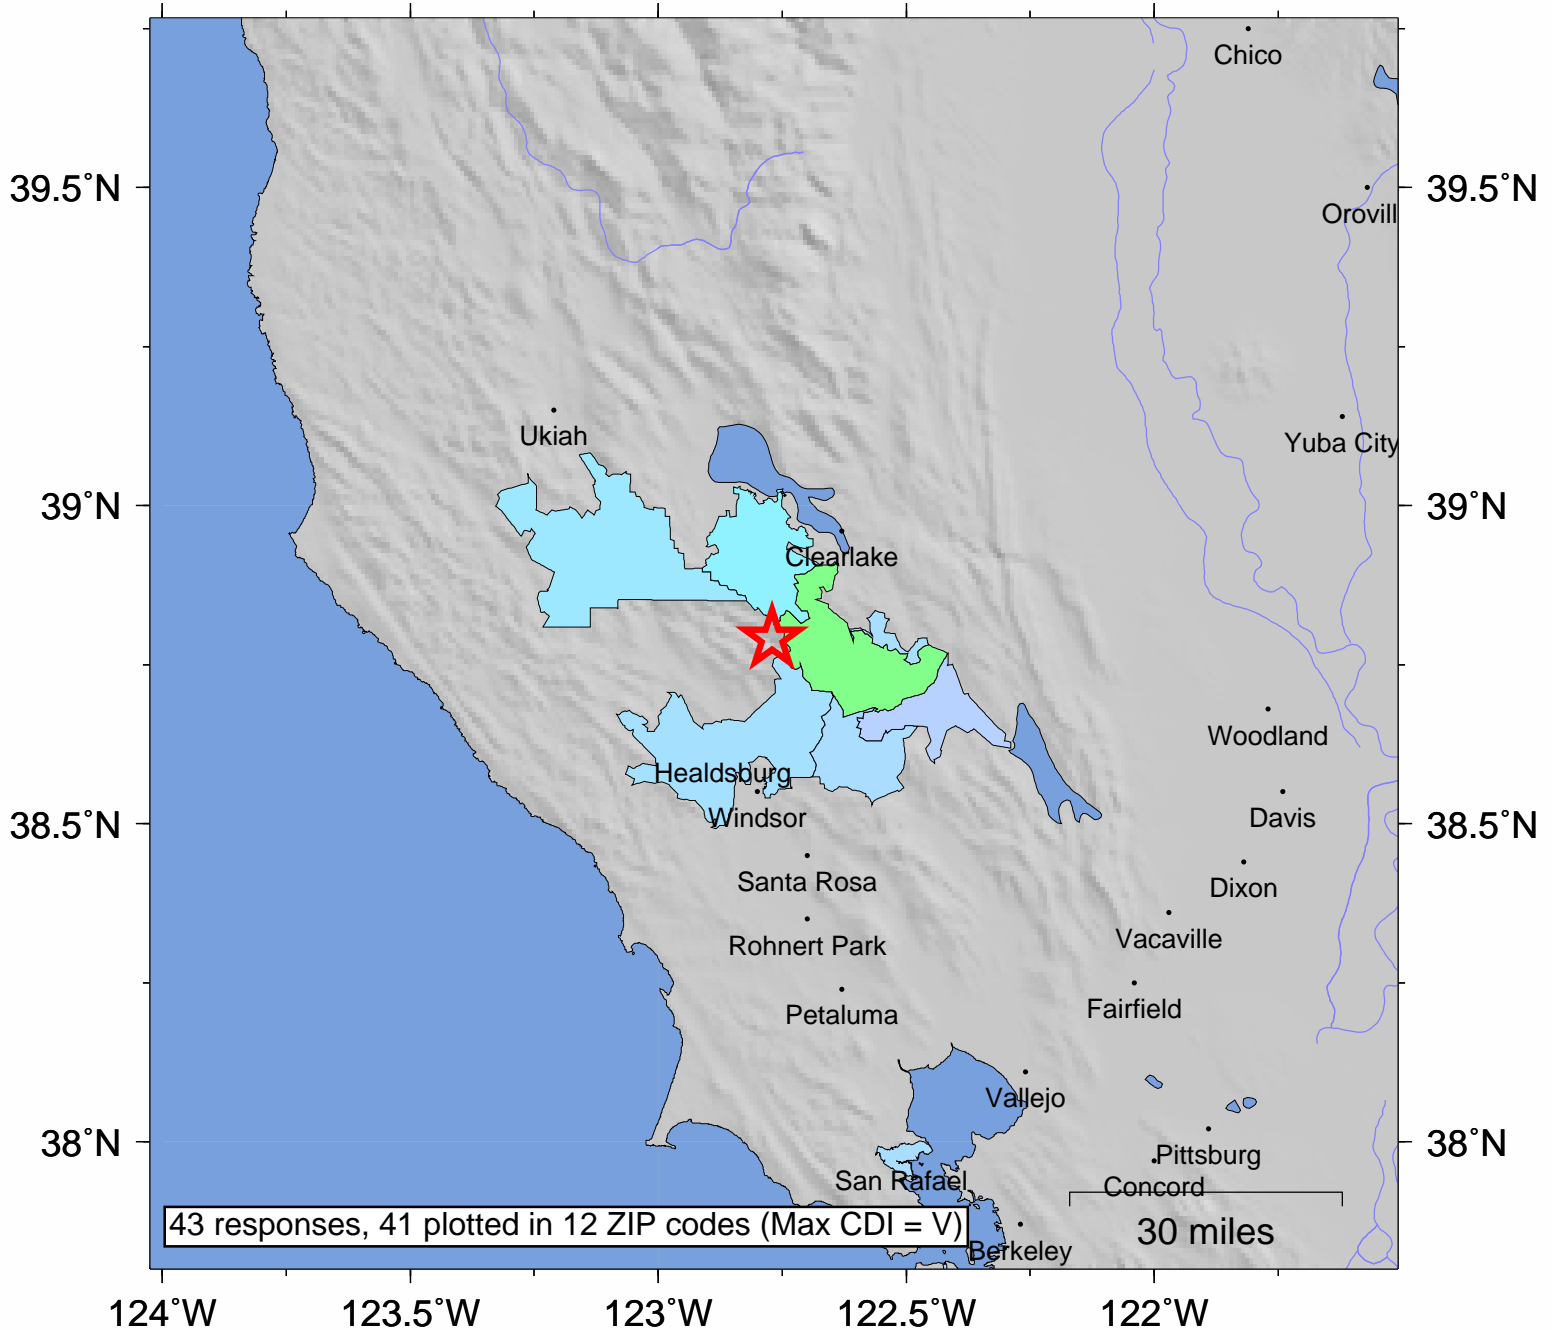 Chico
39.5°N
39.5°N
Orovill
Ukiah
Yuba City
39°N
39°N
Clearlake
Woodland
Healdsburg
Windsor
38.5°N
Davis
38.5°N
Santa Rosa
Dixon
Rohnert Park
Vacaville
Petaluma
Fairfield
Vallejo
38°N
38°N
Pittsburg
San Rafael
Concord
43 responses, 41 plotted in 12 ZIP codes (Max CDI = V)
30 miles
Berkeley
124°W 123.5°W 123°W 122.5°W 122°W